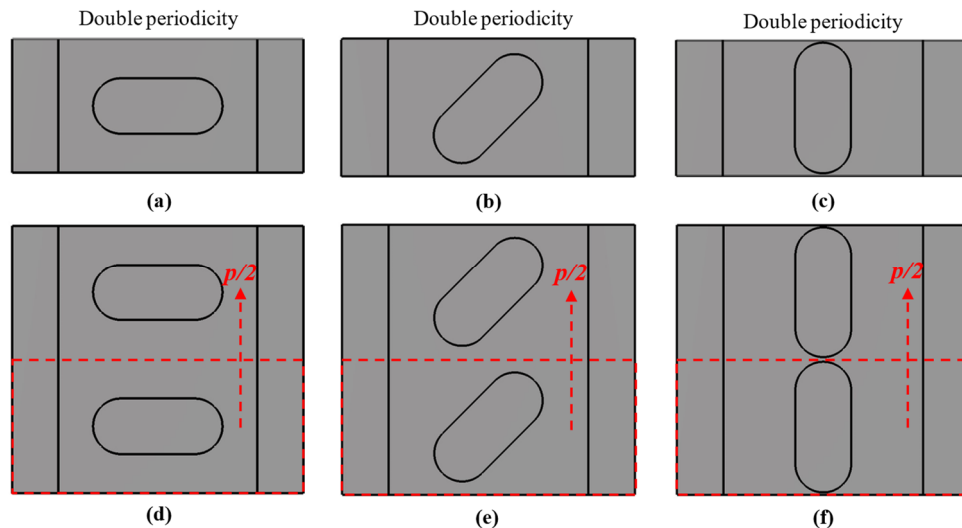 Double periodicity Double periodicity Double periodicity
(a) (b) (c)
p/2 p/2 p/2
(d) (e) (f)